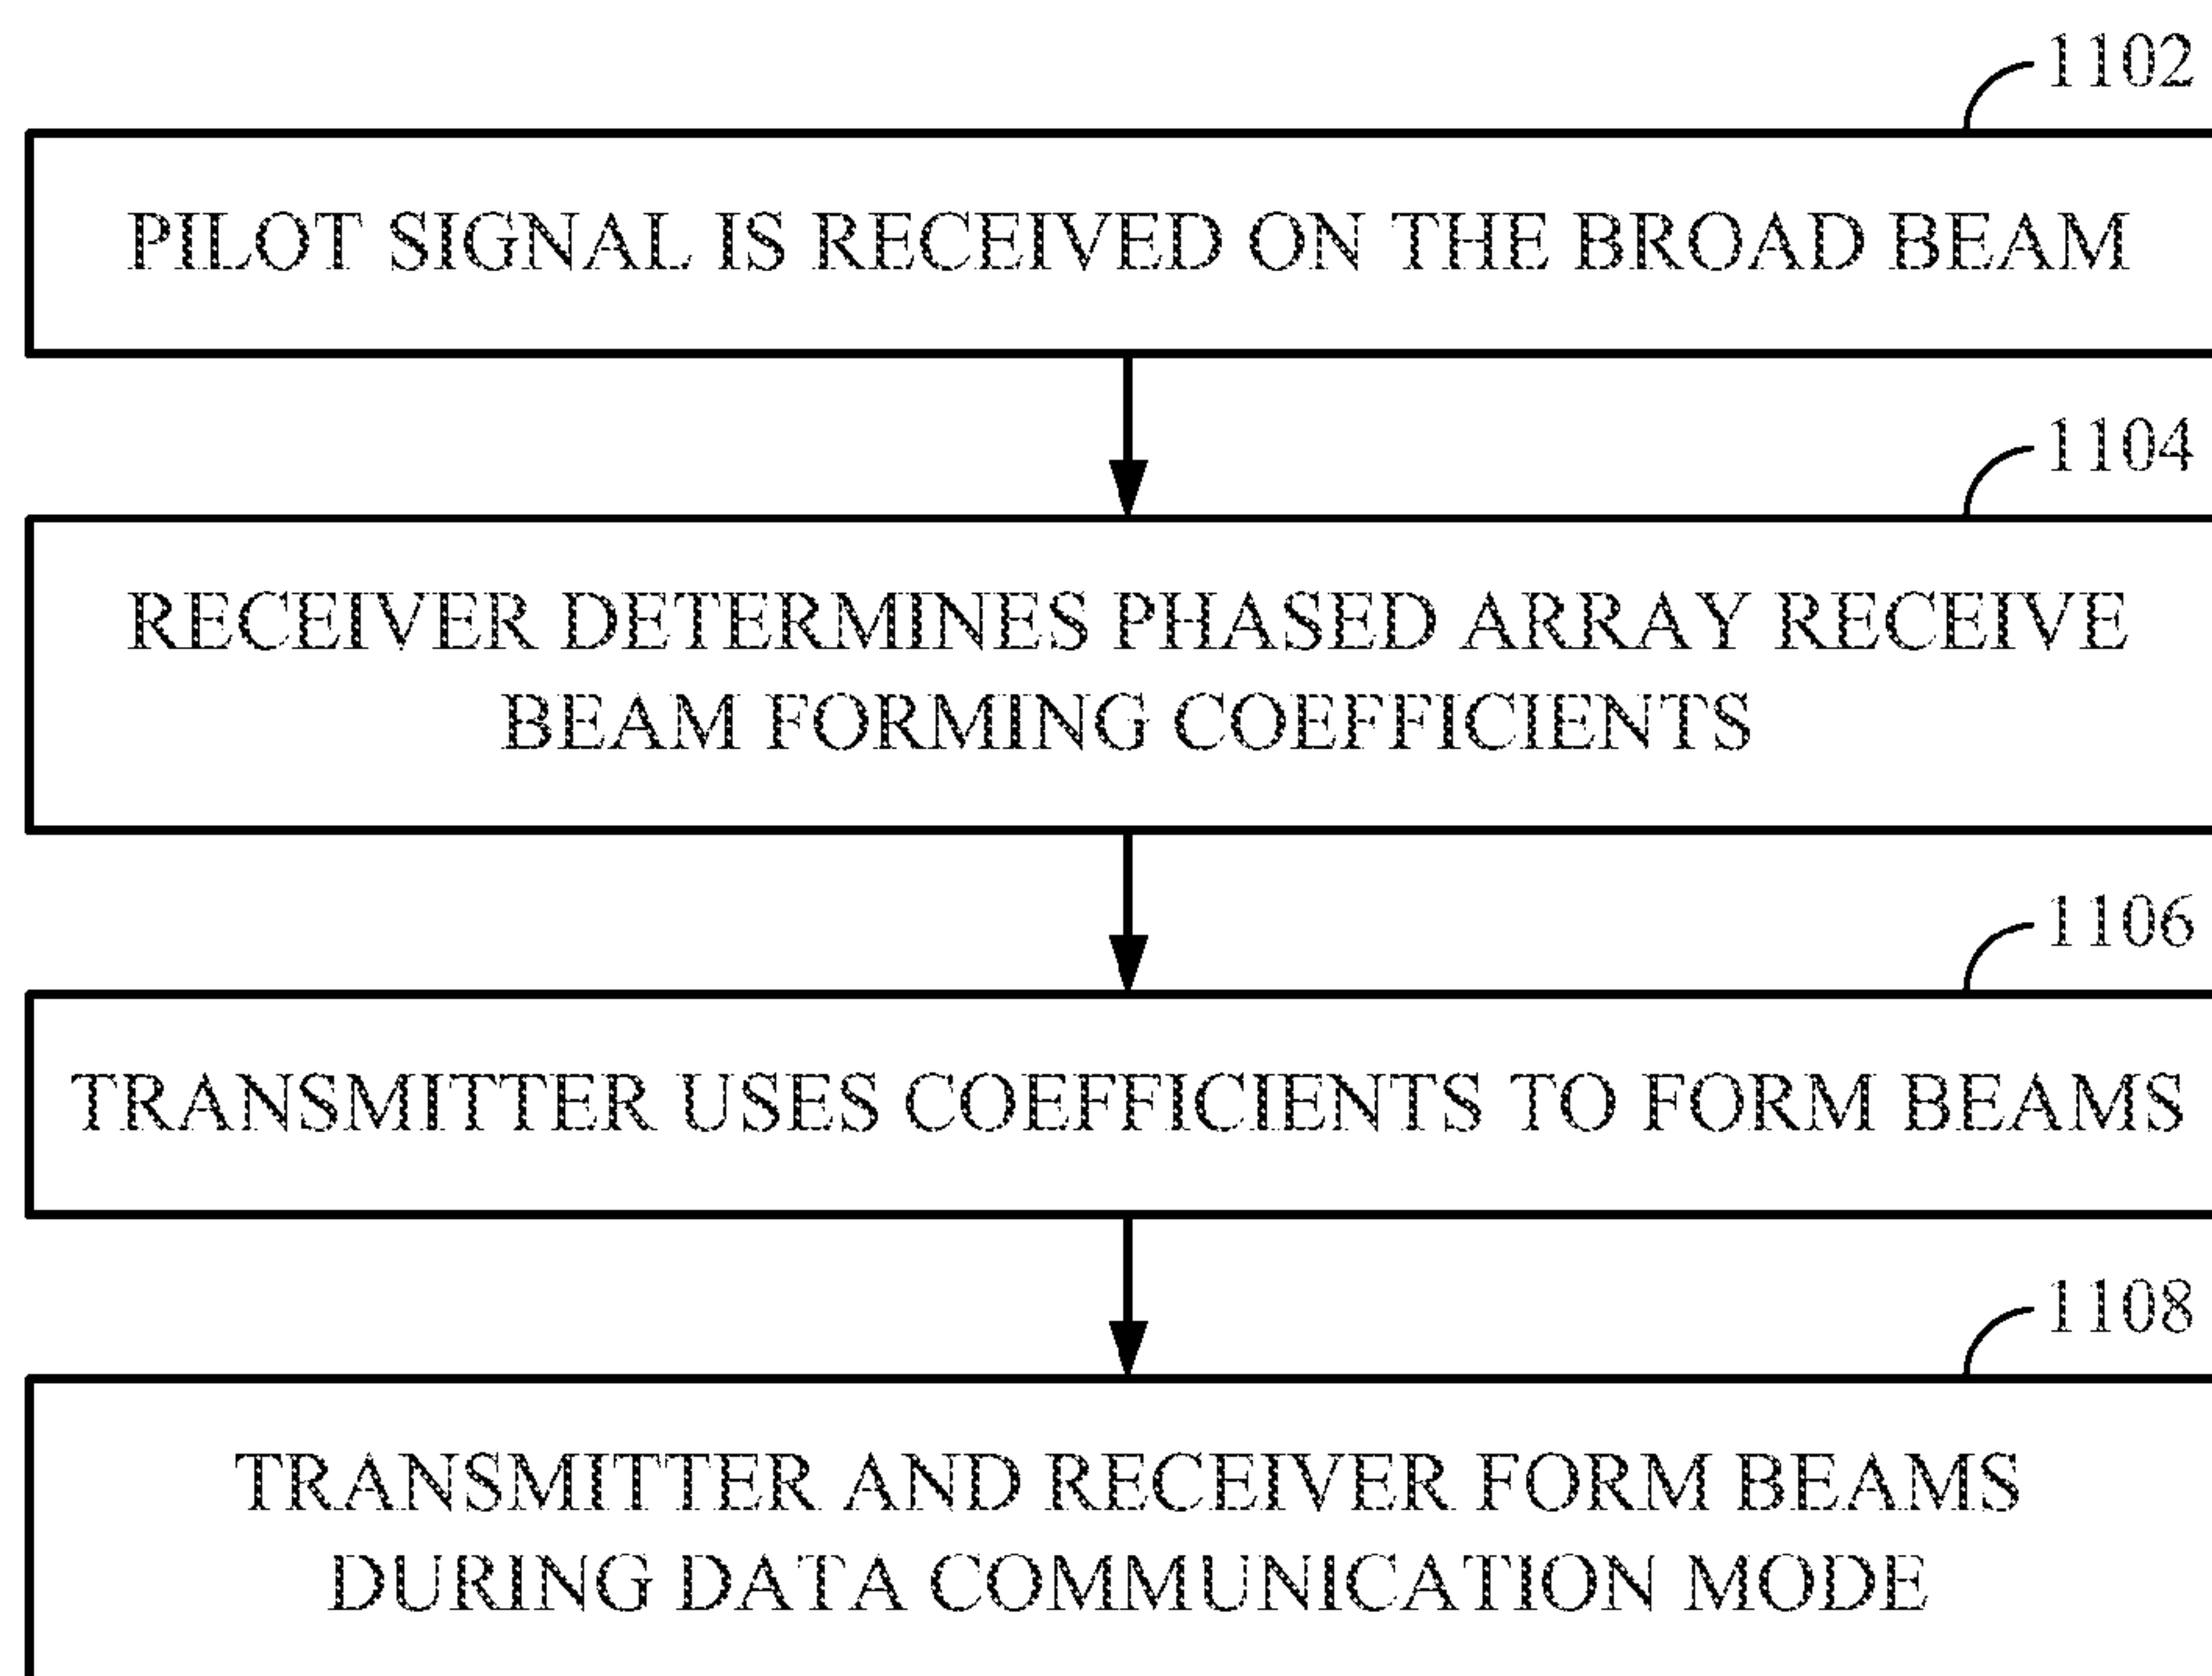 1102
PILOT SIGNAL IS RECEIVED ON THE BROAD BEAM
1104
RECEIVER DETERMINES PHASED ARRAY RECEIVE
BEAM FORMING COEFFICIENTS
1106
TRANSMITTER USES COEFFICIENTS TO FORM BEAMS
1108
TRANSMITTER AND RECEIVER FORM BEAMS
DURING DATA COMMUNICATION MODE